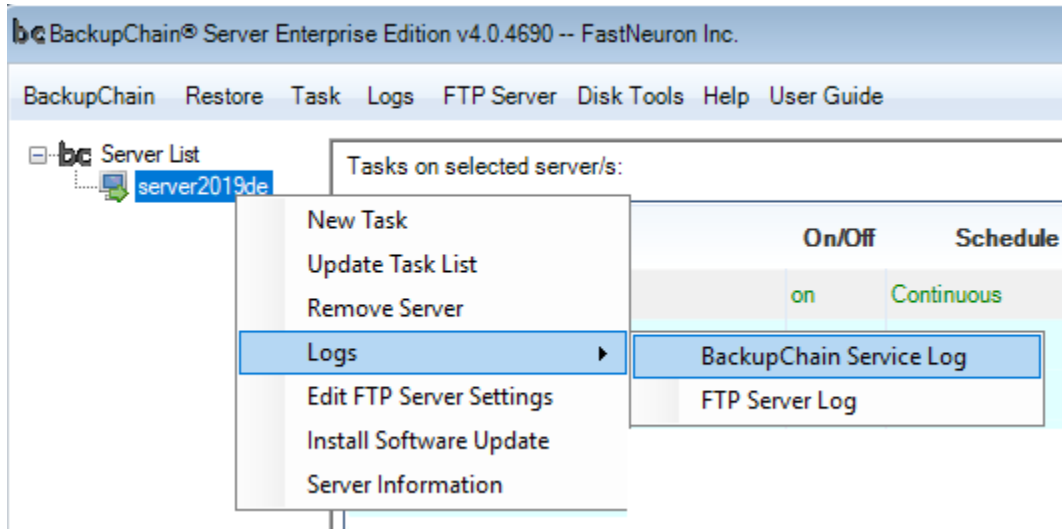 bc BackupChain® Server Enterprise Edition v4.0.4690 -- FastNeuron Inc.
BackupChain Restore Task Logs FTP Server Disk Tools Help User Guide
bc Server List
server2019de
Tasks on selected server/s:
On/Off Schedule
on Continuous
New Task
Update Task List
Remove Server
Logs
Edit FTP Server Settings
Install Software Update
Server Information
BackupChain Service Log
FTP Server Log